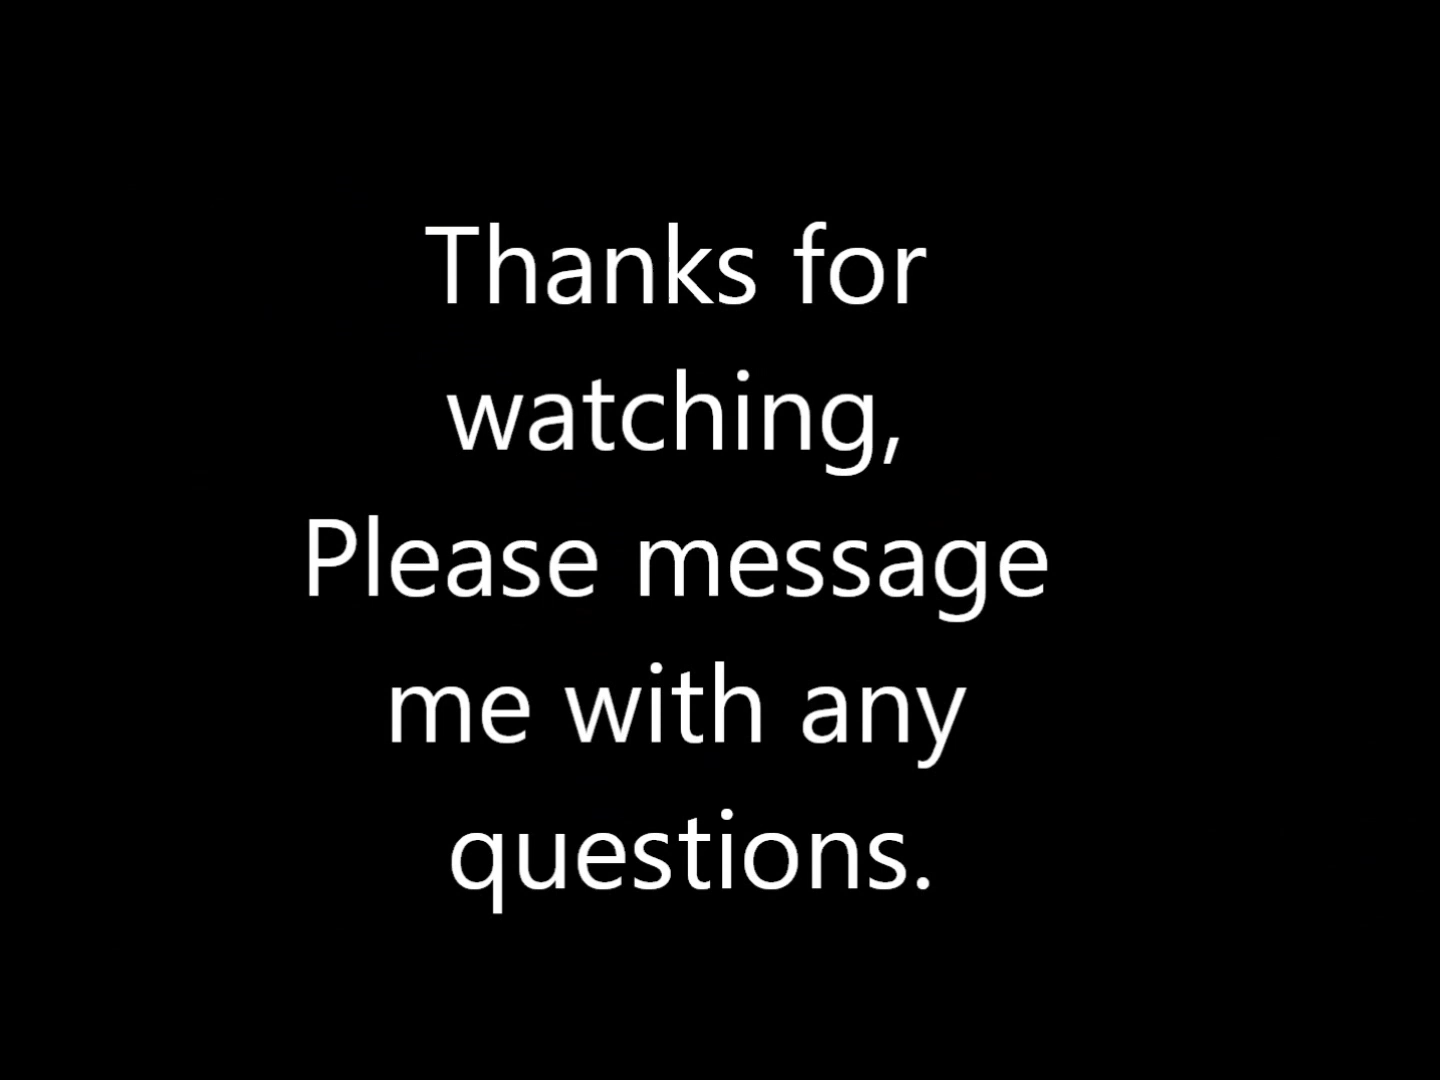 Thanks for
watching,
Please message
me with any
questions.